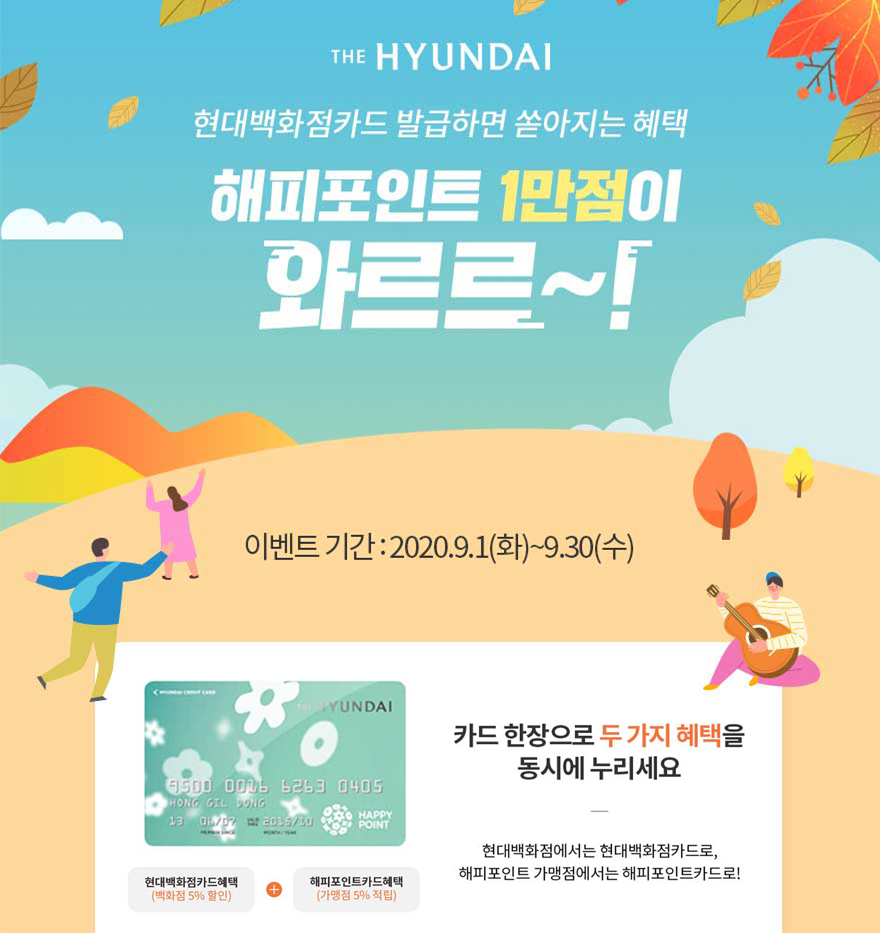 THE HYUNDAI
현대백화점카드 발급하면 쏟아지는 혜택
해피포인트 1만점이
와르르~!
이벤트 기간 : 2020.9.1(화)~9.30(수)
HYUNDAI CREDIT CARD
THE HYUNDAI
9500 0016 6263 0405
HONG GIL DONG
MEMBER SINCE
MONTH / YEAR
HAPPY
POINT
현대백화점카드혜택
(백화점 5% 할인)
해피포인트카드혜택
(가맹점 5% 적립)
카드 한장으로 두 가지 혜택을
동시에 누리세요
현대백화점에서는 현대백화점카드로,
해피포인트 가맹점에서는 해피포인트카드로!